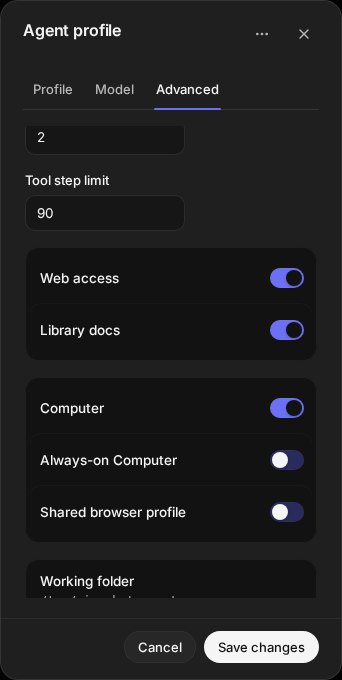 Agent profile
Profile Model Advanced
2
Tool step limit
90
Web access
Library docs
Computer
Always-on Computer
Shared browser profile
Working folder
Cancel Save changes